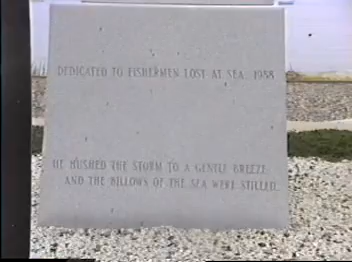 DEDICATED TO FISHERMEN LOST AT SEA, 1988
HE HUSHED THE STORM TO A GENTLE BREEZE,
AND THE BILLOWS OF THE SEA WERE STILLED.